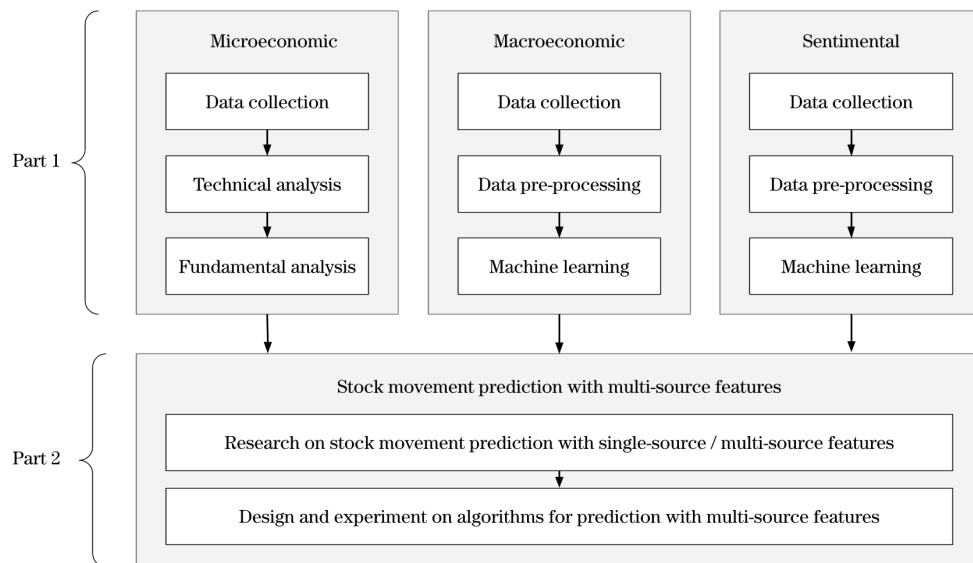 Part 1
Microeconomic
Data collection
Technical analysis
Fundamental analysis
Macroeconomic
Data collection
Data pre-processing
Machine learning
Sentimental
Data collection
Data pre-processing
Machine learning
Part 2
Stock movement prediction with multi-source features
Research on stock movement prediction with single-source / multi-source features
Design and experiment on algorithms for prediction with multi-source features